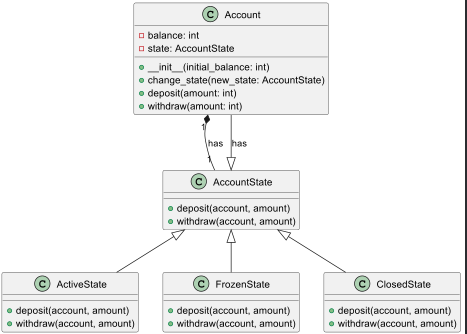 C Account
balance: int
state: AccountState
__init__(initial_balance: int)
change_state(new_state: AccountState)
deposit(amount: int)
withdraw(amount: int)
1
has
has
1
C AccountState
deposit(account, amount)
withdraw(account, amount)
C ActiveState
deposit(account, amount)
withdraw(account, amount)
C FrozenState
deposit(account, amount)
withdraw(account, amount)
C ClosedState
deposit(account, amount)
withdraw(account, amount)